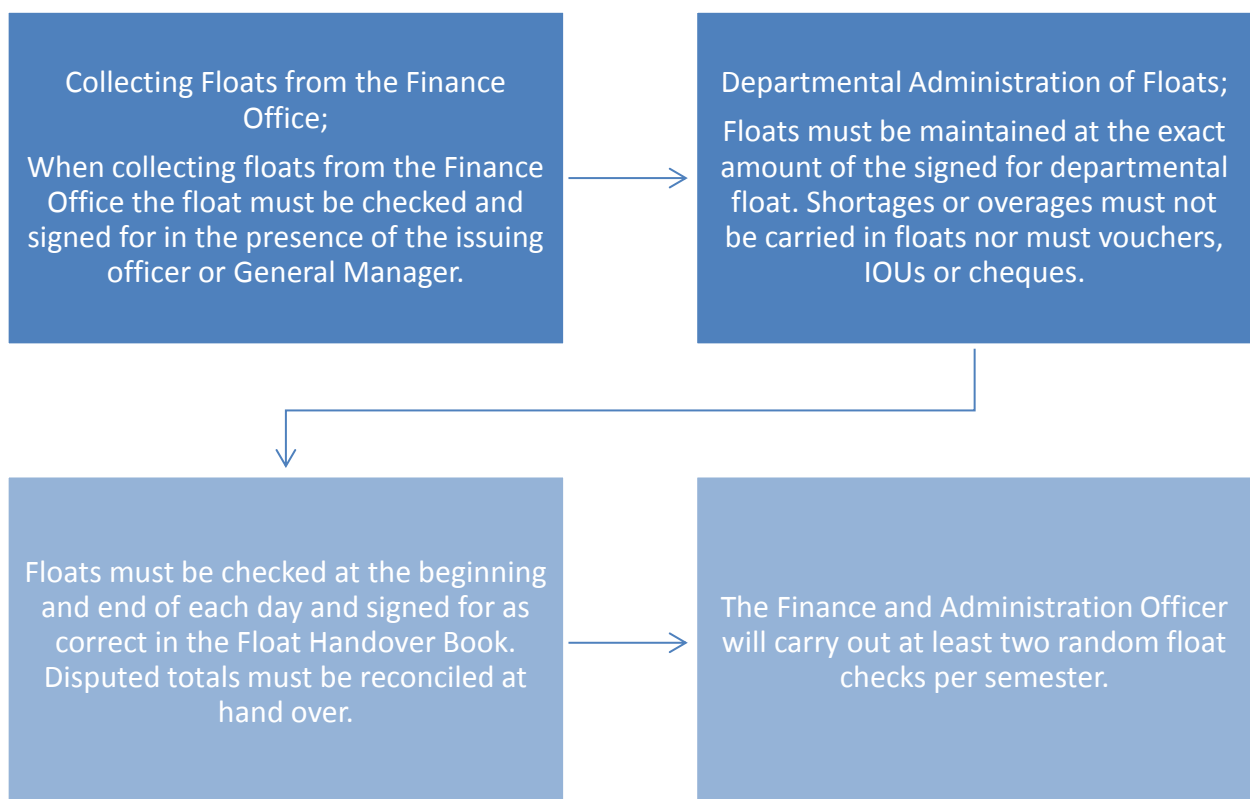 Collecting Floats from the Finance
Office;
When collecting floats from the Finance
Office the float must be checked and
signed for in the presence of the issuing
officer or General Manager.
Departmental Administration of Floats;
Floats must be maintained at the exact
amount of the signed for departmental
float. Shortages or overages must not
be carried in floats nor must vouchers,
IOUs or cheques.
Floats must be checked at the beginning
and end of each day and signed for as
correct in the Float Handover Book.
Disputed totals must be reconciled at
hand over.
The Finance and Administration Officer
will carry out at least two random float
checks per semester.